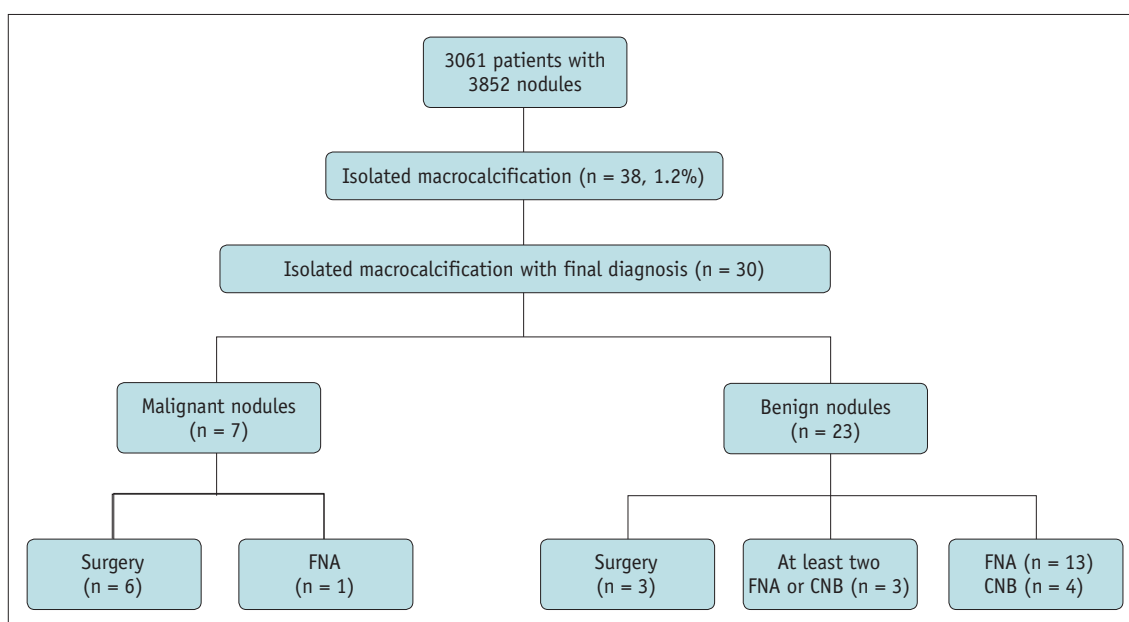 3061 patients with
3852 nodules
Isolated macrocalcification (n = 38, 1.2%)
Isolated macrocalcification with final diagnosis (n = 30)
Malignant nodules
(n = 7)
Benign nodules
(n = 23)
Surgery
(n = 6)
FNA
(n = 1)
Surgery
(n = 3)
At least two
FNA or CNB (n = 3)
FNA (n = 13)
CNB (n = 4)